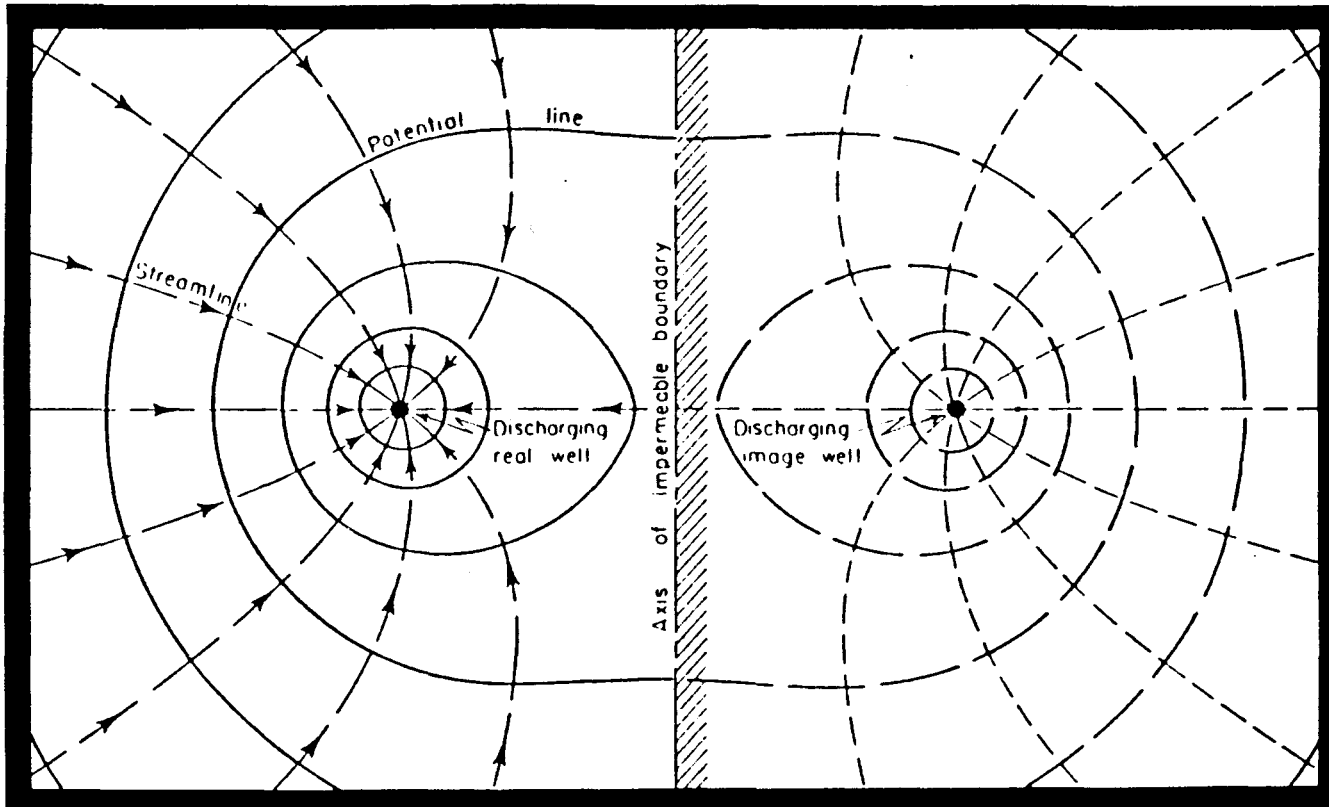 Potential line
Streamline
Axis of impermeable boundary
Discharging
real well
Discharging
image well